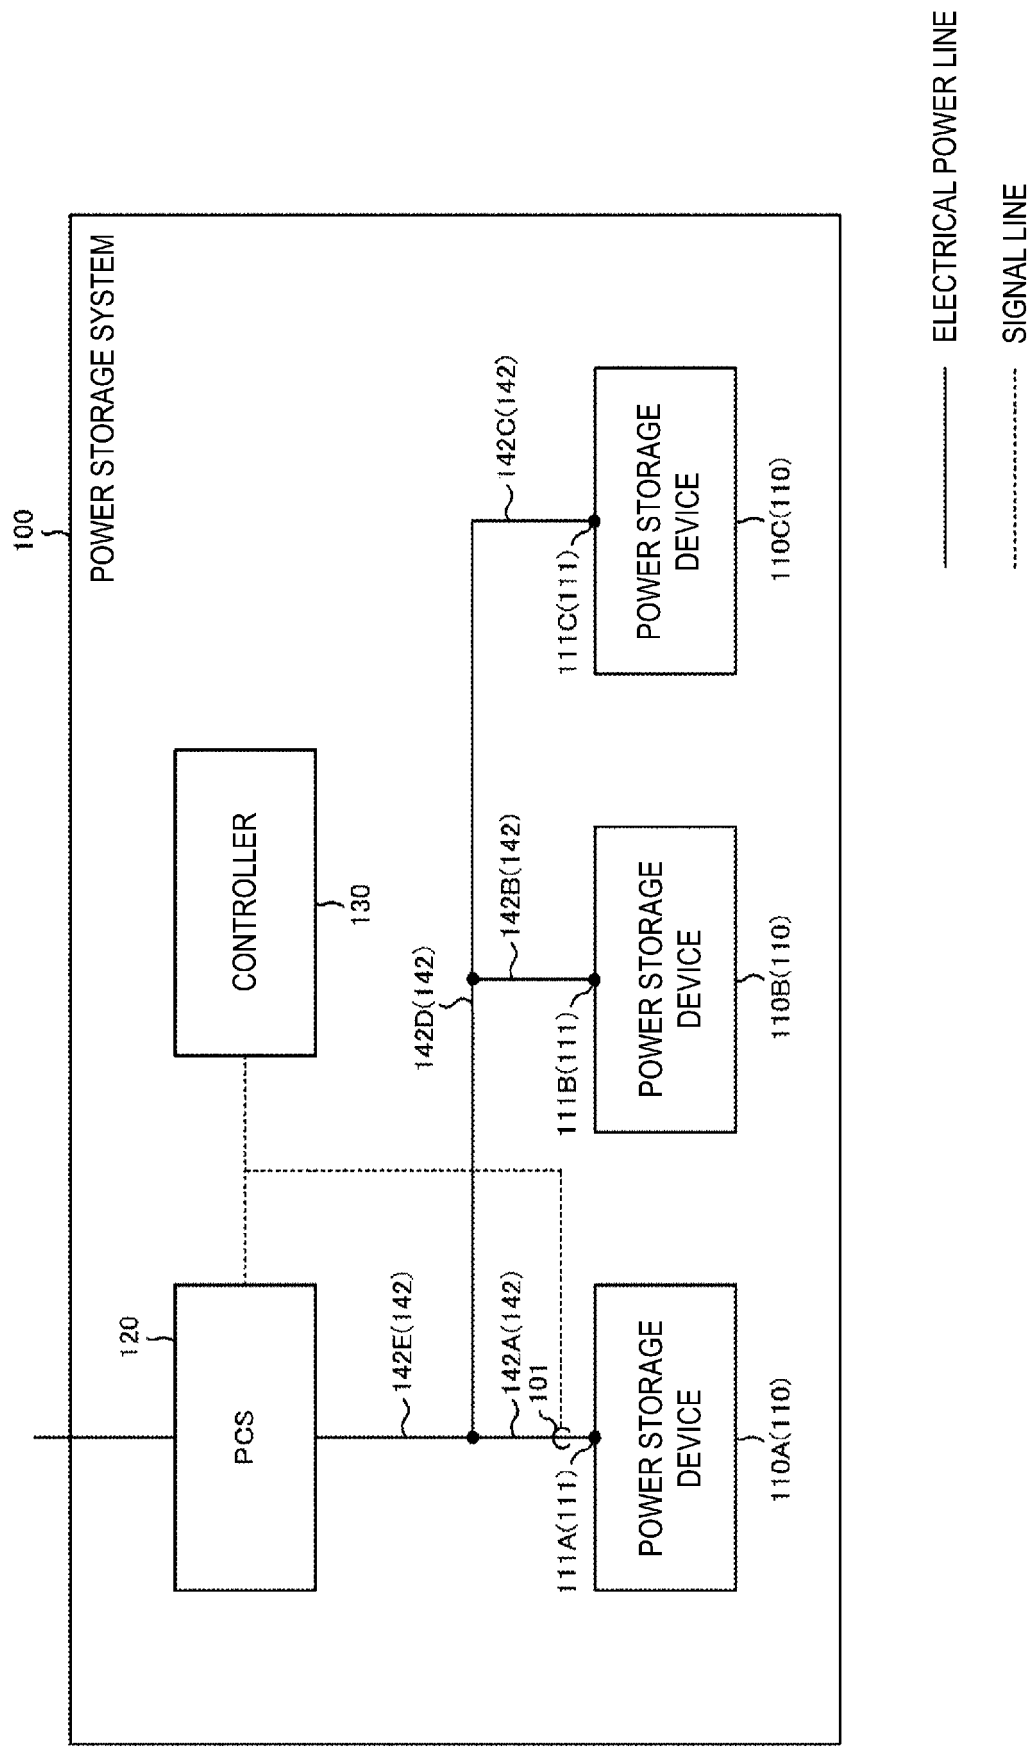 100
POWER STORAGE SYSTEM
120
PCS
CONTROLLER
130
142E(142)
142D(142)
142A(142)
101
142B(142)
142C(142)
111A(111)
111B(111)
111C(111)
POWER STORAGE
DEVICE
110A(110)
POWER STORAGE
DEVICE
110B(110)
POWER STORAGE
DEVICE
110C(110)
ELECTRICAL POWER LINE
SIGNAL LINE